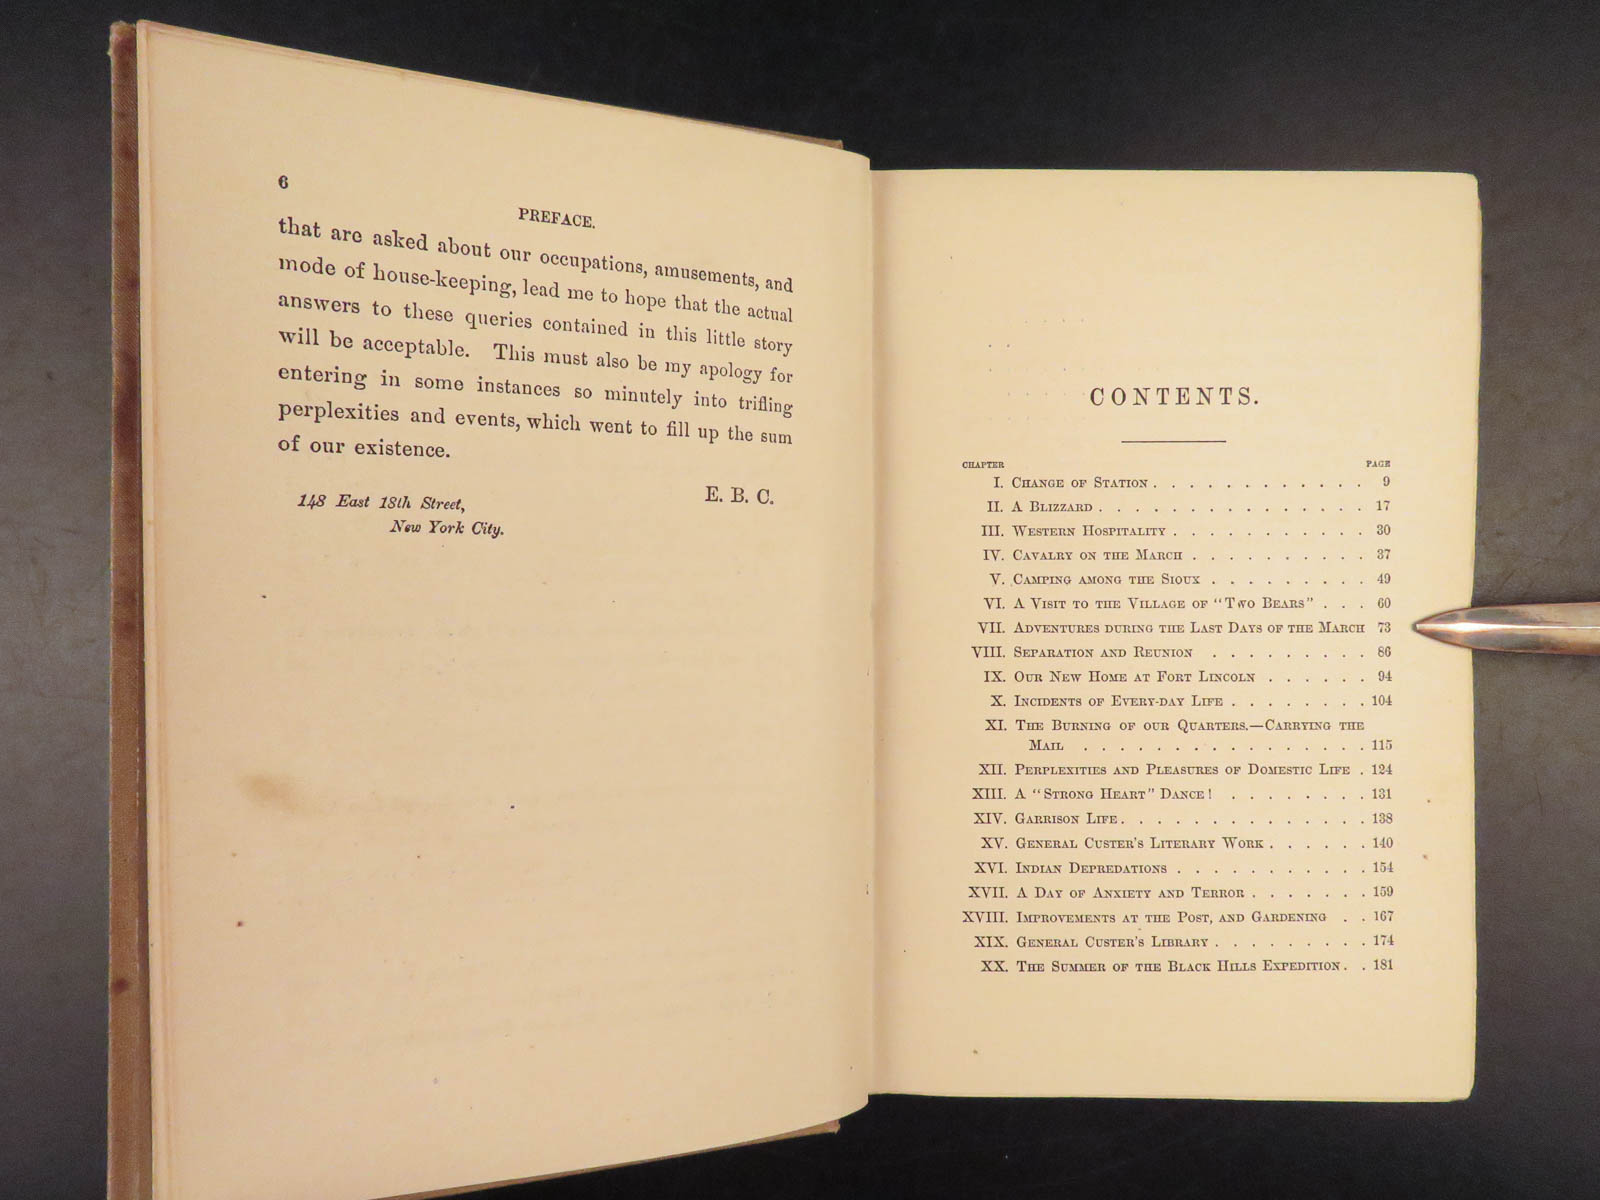 6
PREFACE.
that are asked about our occupations, amusements, and
mode of house-keeping, lead me to hope that the actual
answers to these queries contained in this little story
will be acceptable. This must also be my apology for
entering in some instances so minutely into trifling
perplexities and events, which went to fill up the sum
of our existence.
E. B. C.
148 East 18th Street,
New York City.
CONTENTS.
CHAPTER PAGE
I. CHANGE OF STATION . . . . . . . . . . . . 9
II. A BLIZZARD . . . . . . . . . . . . . . . 17
III. WESTERN HOSPITALITY . . . . . . . . . . . 30
IV. CAVALRY ON THE MARCH . . . . . . . . . . 37
V. CAMPING AMONG THE SIOUX . . . . . . . . . 49
VI. A VISIT TO THE VILLAGE OF "TWO BEARS" . . . 60
VII. ADVENTURES DURING THE LAST DAYS OF THE MARCH 73
VIII. SEPARATION AND REUNION . . . . . . . . . 86
IX. OUR NEW HOME AT FORT LINCOLN . . . . . . 94
X. INCIDENTS OF EVERY-DAY LIFE . . . . . . . . 104
XI. THE BURNING OF OUR QUARTERS.—CARRYING THE
MAIL . . . . . . . . . . . . . . . . 115
XII. PERPLEXITIES AND PLEASURES OF DOMESTIC LIFE . 124
XIII. A "STRONG HEART" DANCE! . . . . . . . . 131
XIV. GARRISON LIFE . . . . . . . . . . . . . . 138
XV. GENERAL CUSTER'S LITERARY WORK . . . . . . 140
XVI. INDIAN DEPREDATIONS . . . . . . . . . . . 154
XVII. A DAY OF ANXIETY AND TERROR . . . . . . . 159
XVIII. IMPROVEMENTS AT THE POST, AND GARDENING . . 167
XIX. GENERAL CUSTER'S LIBRARY . . . . . . . . . 174
XX. THE SUMMER OF THE BLACK HILLS EXPEDITION . . 181